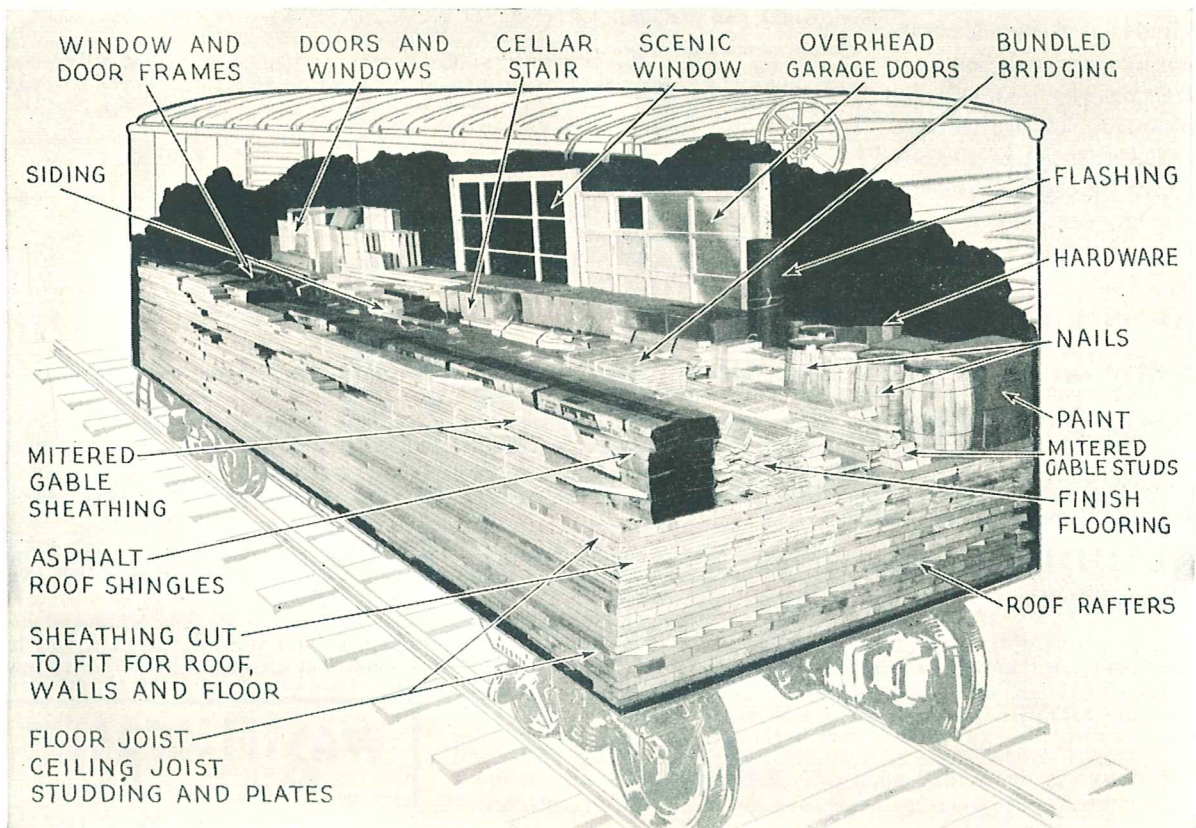 WINDOW AND
DOOR FRAMES
DOORS AND
WINDOWS
CELLAR
STAIR
SCENIC
WINDOW
OVERHEAD
GARAGE DOORS
BUNDLED
BRIDGING
SIDING
FLASHING
HARDWARE
NAILS
PAINT
MITERED
GABLE STUDS
FINISH
FLOORING
ROOF RAFTERS
MITERED
GABLE
SHEATHING
ASPHALT
ROOF SHINGLES
SHEATHING CUT
TO FIT FOR ROOF,
WALLS AND FLOOR
FLOOR JOIST
CEILING JOIST
STUDDING AND PLATES